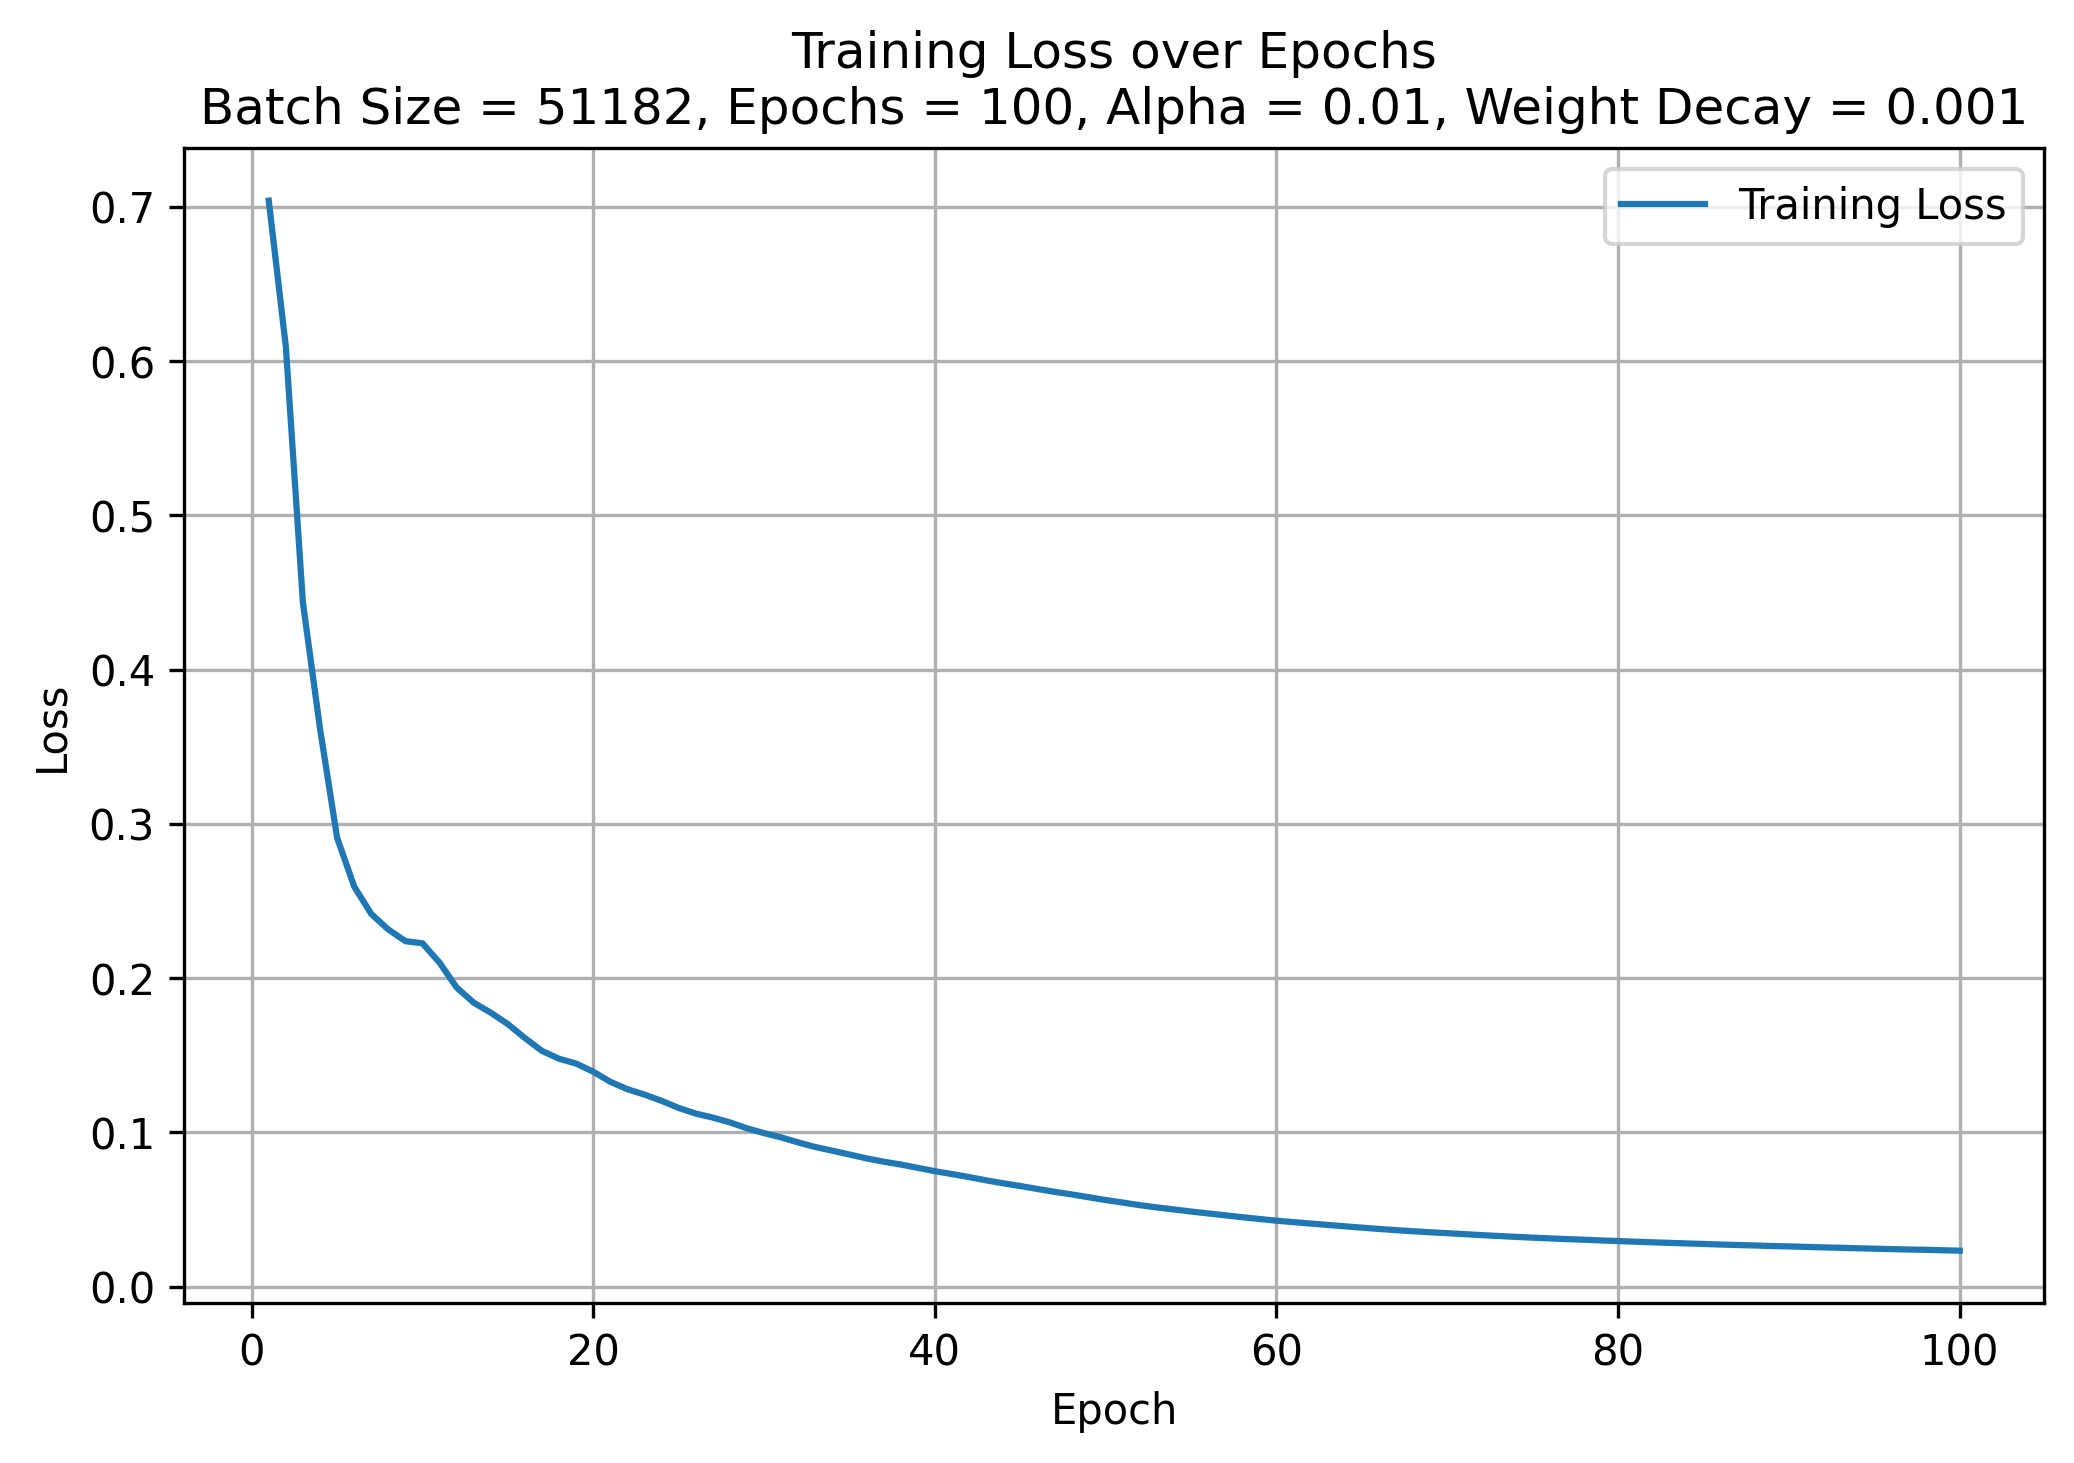 Training Loss over Epochs
Batch Size = 51182, Epochs = 100, Alpha = 0.01, Weight Decay = 0.001
Training Loss
0.7
0.6
0.5
0.4
0.3
0.2
0.1
0.0
Loss
0 20 40 60 80 100
Epoch